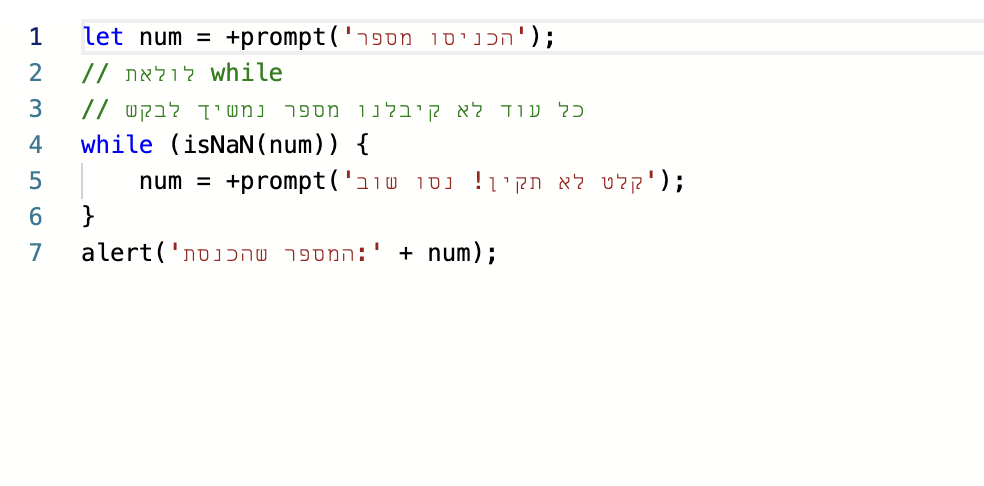 1 let num = +prompt('הכניסו מספר');
2 // לולאת while
3 // כל עוד לא קיבלנו מספר נמשיך לבקש
4 while (isNaN(num)) {
5     num = +prompt('קלט לא תקין! נסו שוב');
6 }
7 alert('המספר שהכנסת:' + num);